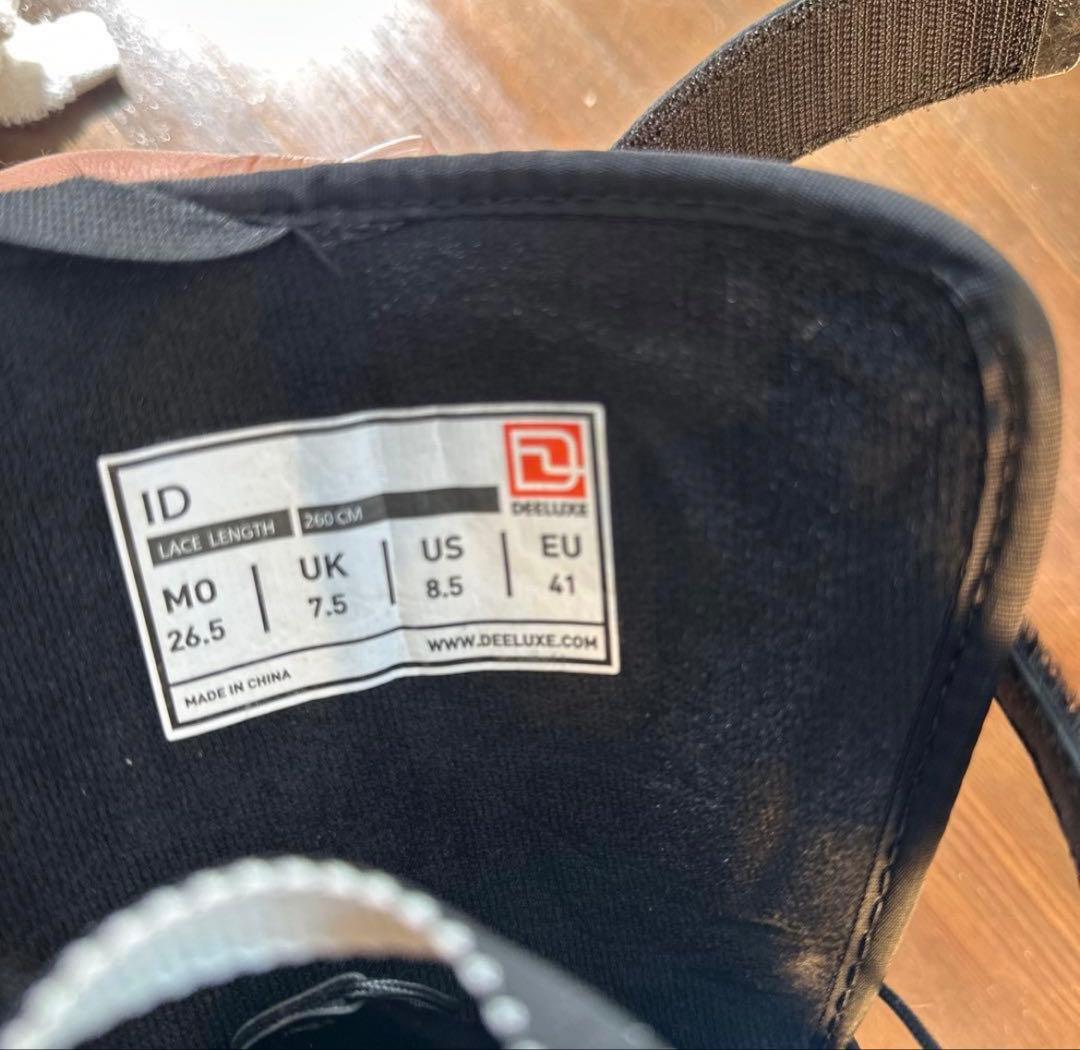 ID
DEELUXE
LACE LENGTH 260 CM
MO UK US EU
26.5 7.5 8.5 41
WWW.DEELUXE.COM
MADE IN CHINA